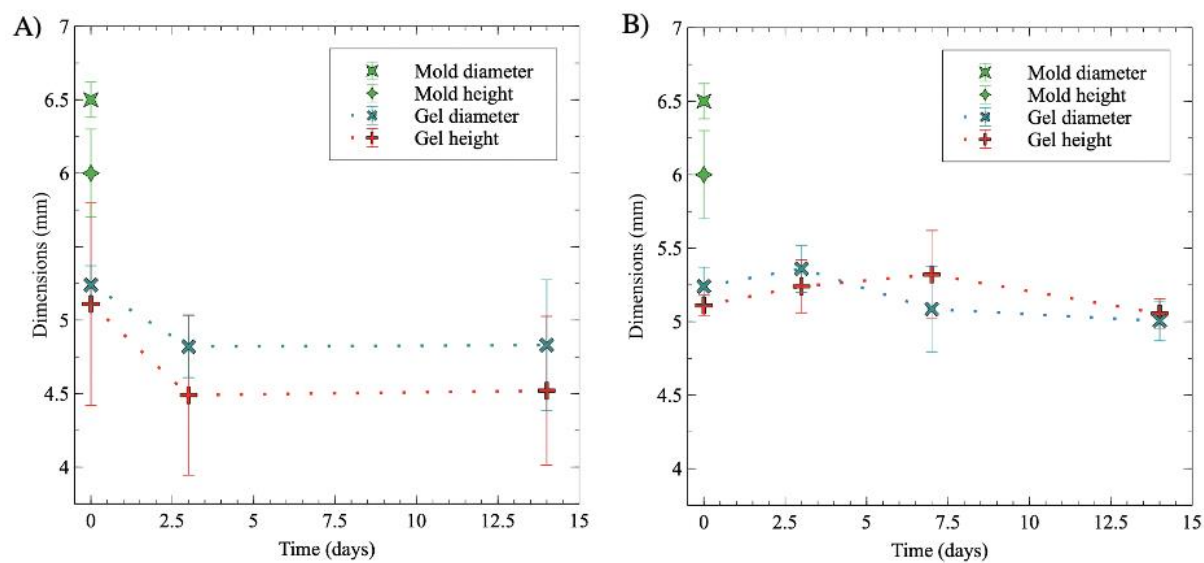 A)
7
6.5
6
5.5
5
4.5
4
Dimensions (mm)
0 2.5 5 7.5 10 12.5 15
Time (days)
Mold diameter
Mold height
Gel diameter
Gel height
B)
7
6.5
6
5.5
5
4.5
4
Dimensions (mm)
0 2.5 5 7.5 10 12.5 15
Time (days)
Mold diameter
Mold height
Gel diameter
Gel height